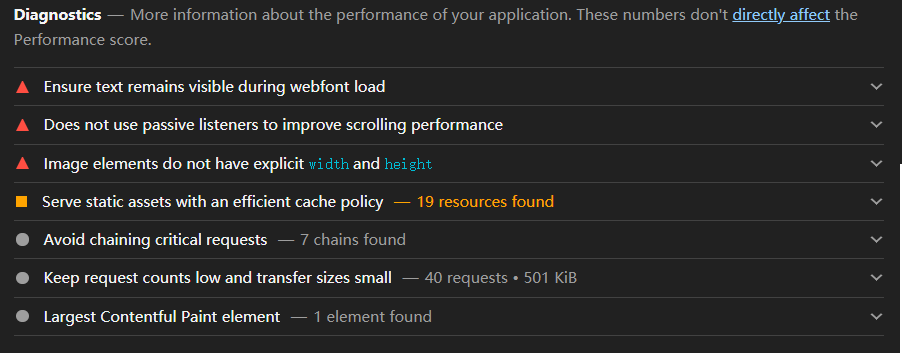 Diagnostics — More information about the performance of your application. These numbers don't directly affect the
Performance score.
Ensure text remains visible during webfont load
Does not use passive listeners to improve scrolling performance
Image elements do not have explicit width and height
Serve static assets with an efficient cache policy — 19 resources found
Avoid chaining critical requests — 7 chains found
Keep request counts low and transfer sizes small — 40 requests • 501 KiB
Largest Contentful Paint element — 1 element found